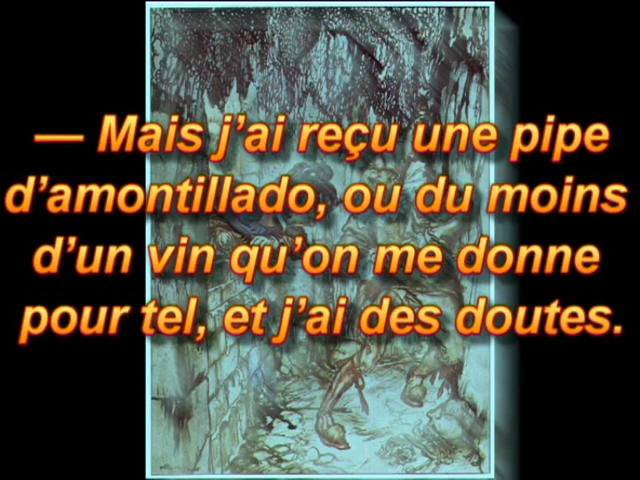 — Mais j’ai reçu une pipe
d’amontillado, ou du moins
d’un vin qu’on me donne
pour tel, et j’ai des doutes.